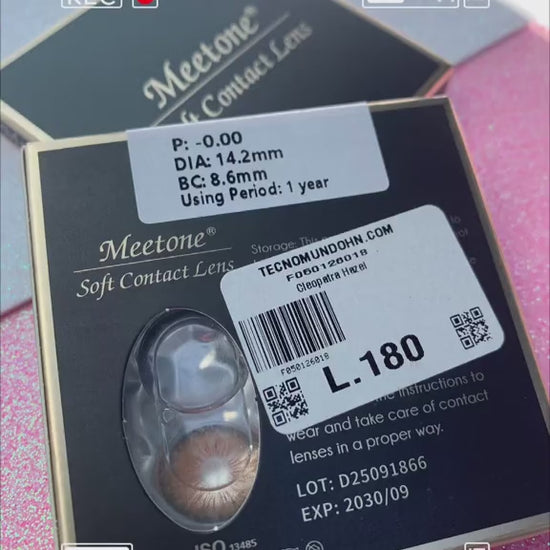 REC
Meetone®
Soft Contact Lens
P: -0.00
DIA: 14.2mm
BC: 8.6mm
Using Period: 1 year
Meetone®
Soft Contact Lens
Storage: This
to
TECNOMUNDOHN.COM
F050126018
Cleopatra Hazel
F050126018
L.180
instructions to
wear and take care of contact
lenses in a proper way.
LOT: D25091866
EXP: 2030/09
ISO 13485